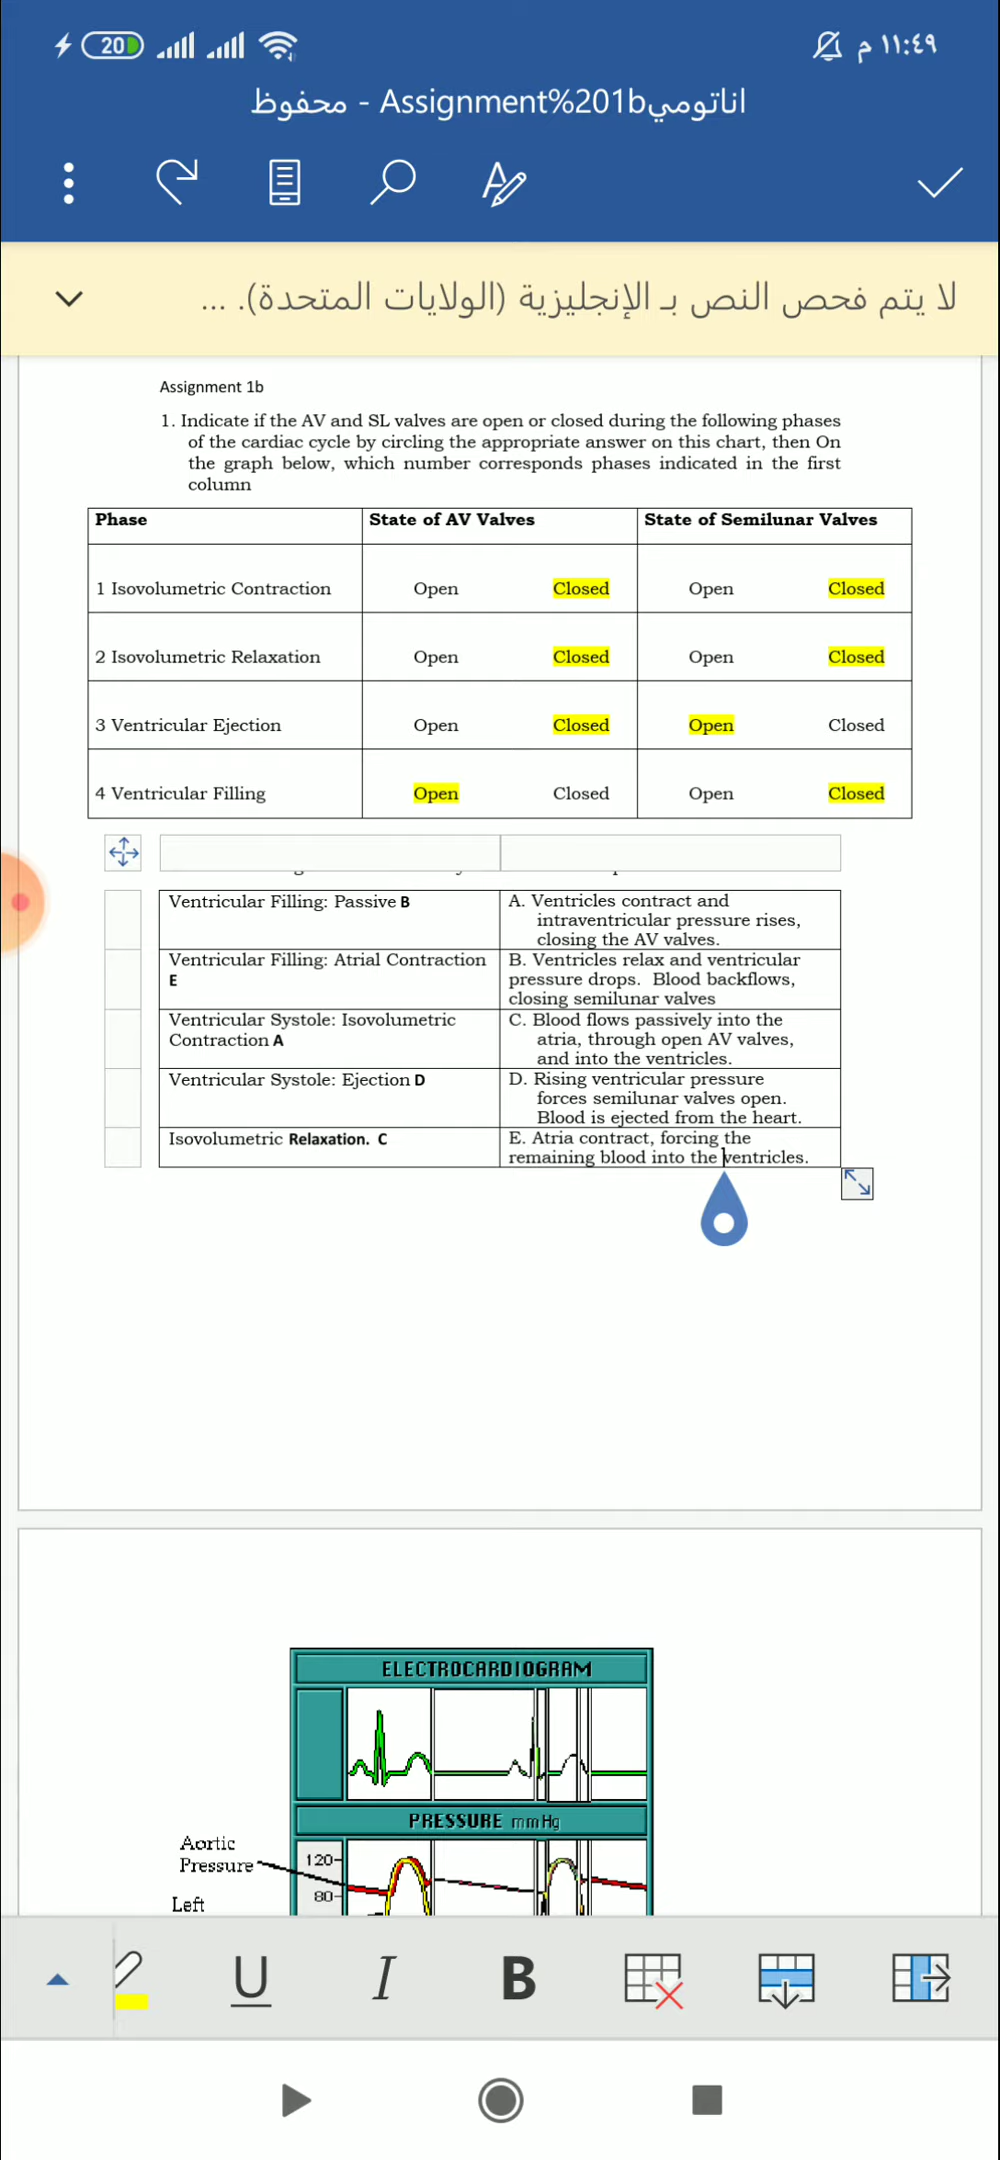 20
١١:٤٩ م
اناتوميAssignment%201b - محفوظ
لا يتم فحص النص بـ الإنجليزية (الولايات المتحدة). ...
Assignment 1b
1. Indicate if the AV and SL valves are open or closed during the following phases
of the cardiac cycle by circling the appropriate answer on this chart, then On
the graph below, which number corresponds phases indicated in the first
column
Phase State of AV Valves State of Semilunar Valves
1 Isovolumetric Contraction Open Closed Open Closed
2 Isovolumetric Relaxation Open Closed Open Closed
3 Ventricular Ejection Open Closed Open Closed
4 Ventricular Filling Open Closed Open Closed
Ventricular Filling: Passive B
A. Ventricles contract and
intraventricular pressure rises,
closing the AV valves.
Ventricular Filling: Atrial Contraction
E
B. Ventricles relax and ventricular
pressure drops. Blood backflows,
closing semilunar valves
Ventricular Systole: Isovolumetric
Contraction A
C. Blood flows passively into the
atria, through open AV valves,
and into the ventricles.
Ventricular Systole: Ejection D
D. Rising ventricular pressure
forces semilunar valves open.
Blood is ejected from the heart.
Isovolumetric Relaxation. C
E. Atria contract, forcing the
remaining blood into the ventricles.
ELECTROCARDIOGRAM
PRESSURE mmHg
Aortic
Pressure
120
80
Left
U I B